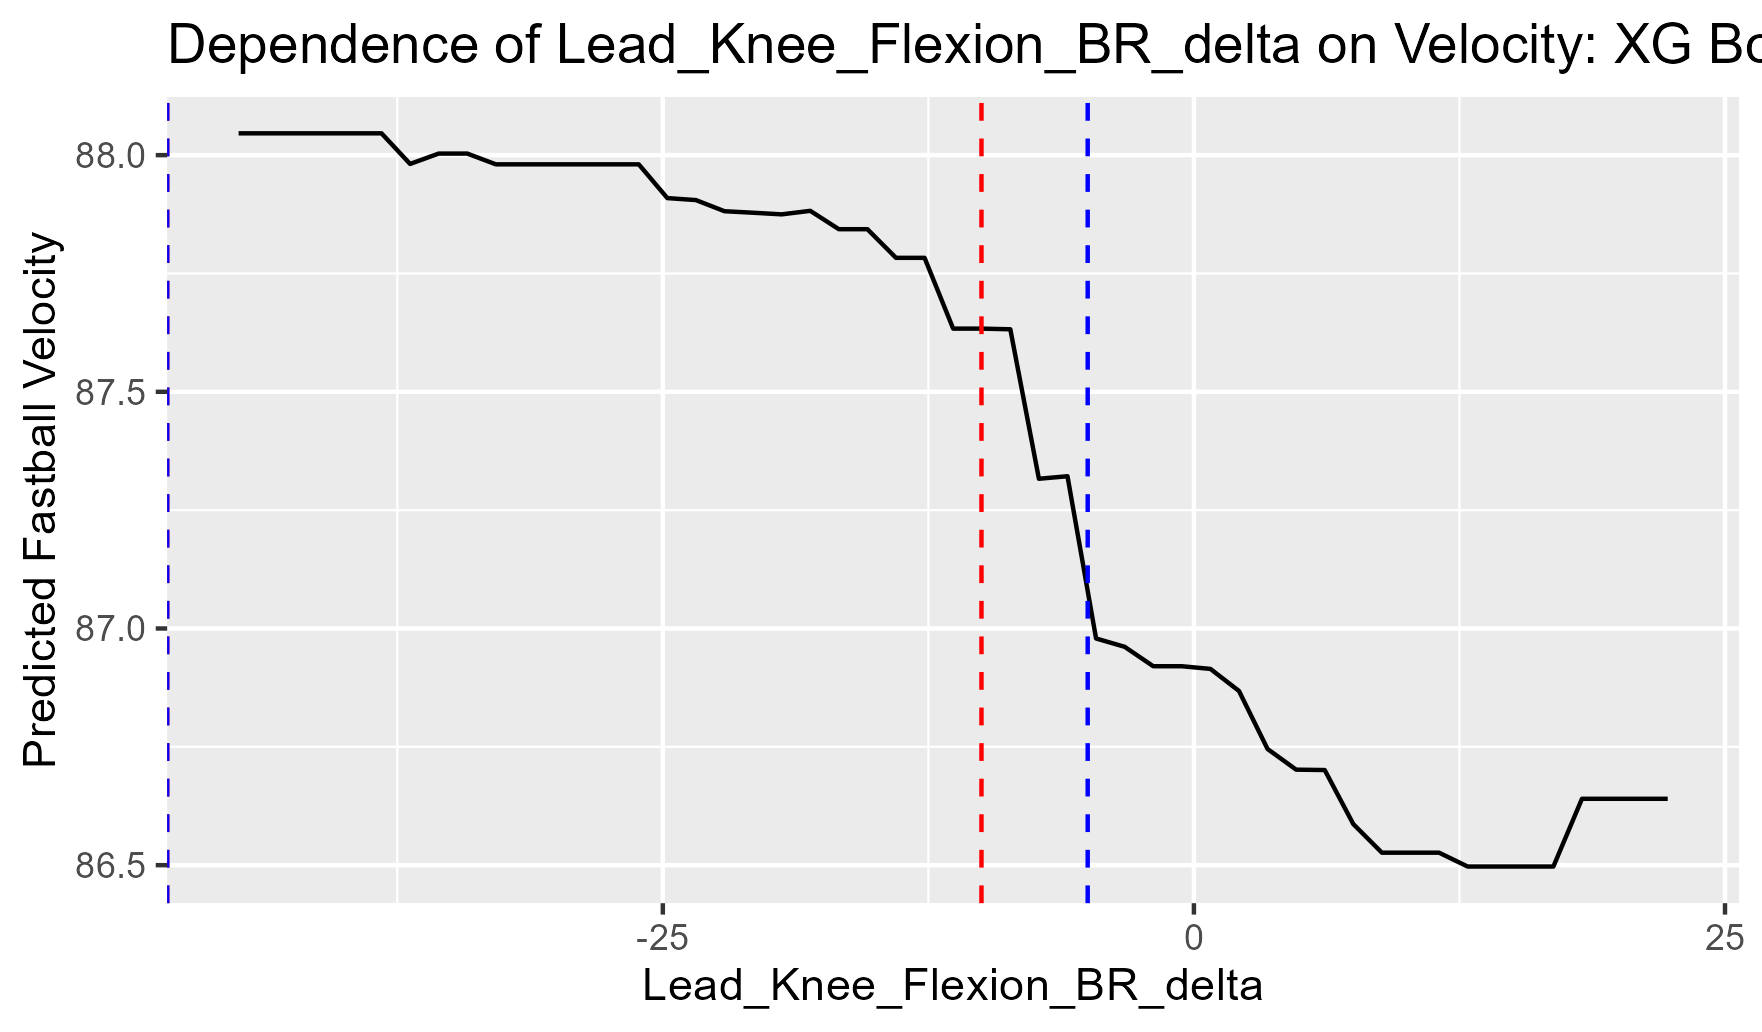 Dependence of Lead_Knee_Flexion_BR_delta on Velocity: XG Bo
88.0
87.5
87.0
86.5
Predicted Fastball Velocity
-25
0
25
Lead_Knee_Flexion_BR_delta